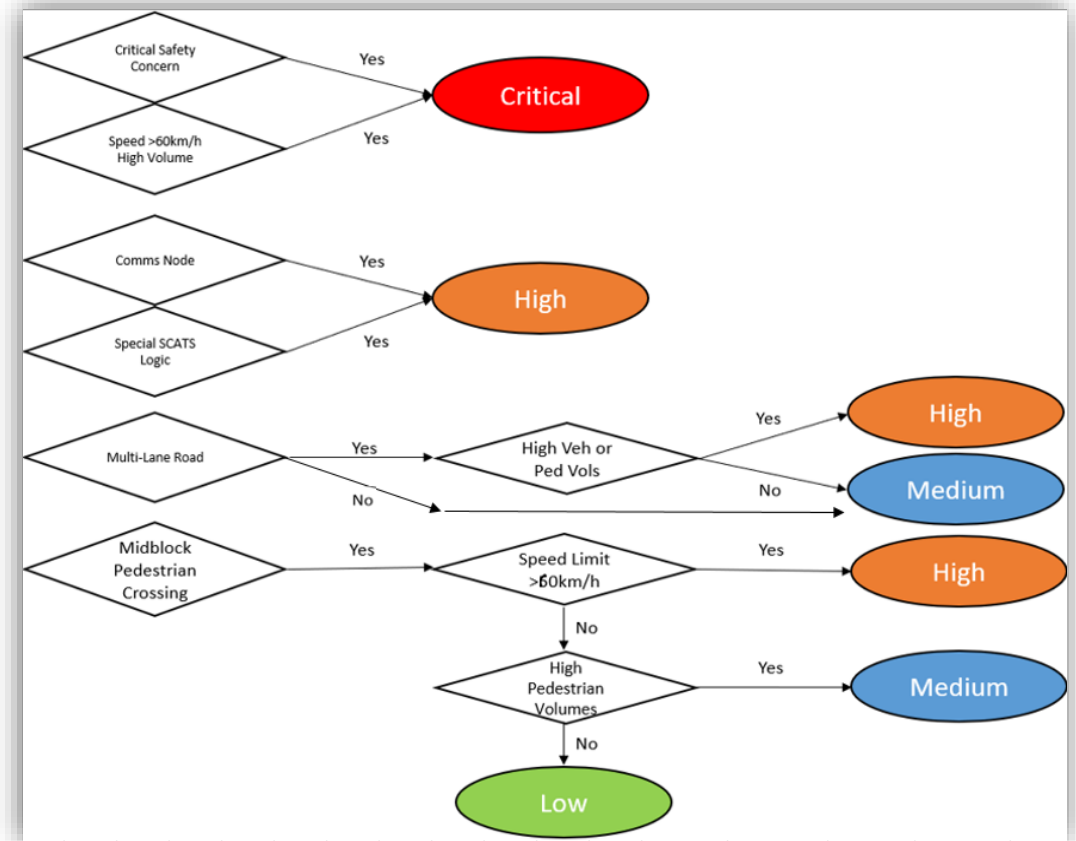 Critical Safety
Concern
Yes
Critical
Speed >60km/h
High Volume
Yes
Comms Node
Yes
High
Special SCATS
Logic
Yes
High
Yes
Multi-Lane Road
Yes
High Veh or
Ped Vols
No
Medium
No
Midblock
Pedestrian
Crossing
Yes
Speed Limit
>60km/h
Yes
High
No
High
Pedestrian
Volumes
Yes
Medium
No
Low